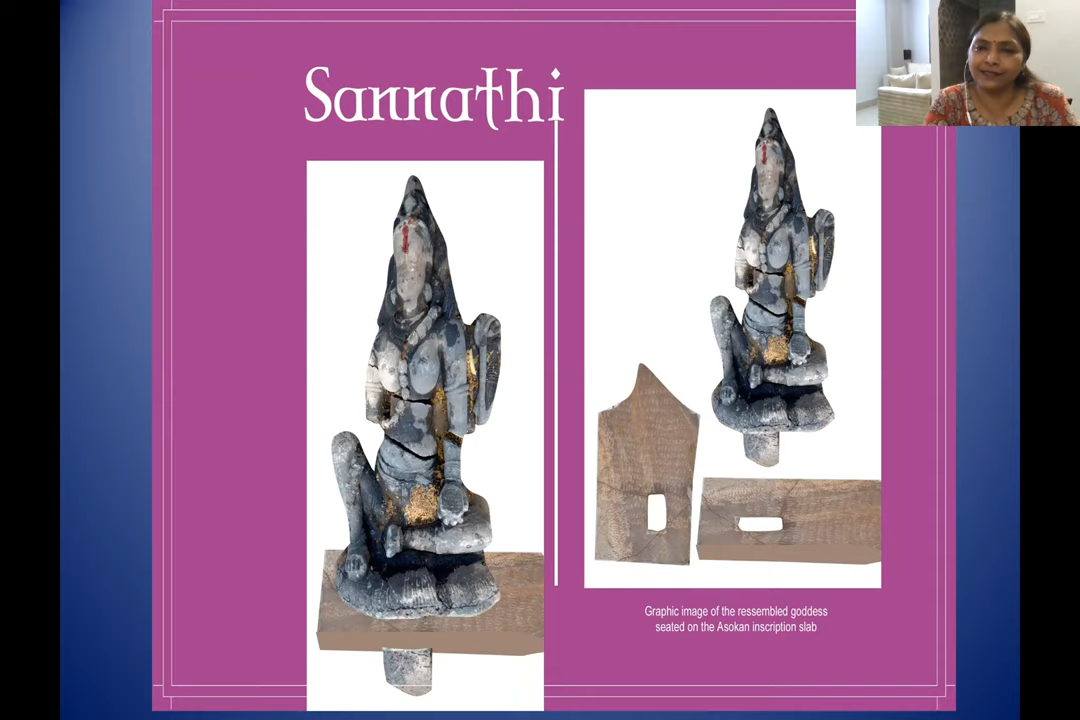 Sannathi
Graphic image of the ressembled goddess
seated on the Asokan inscription slab